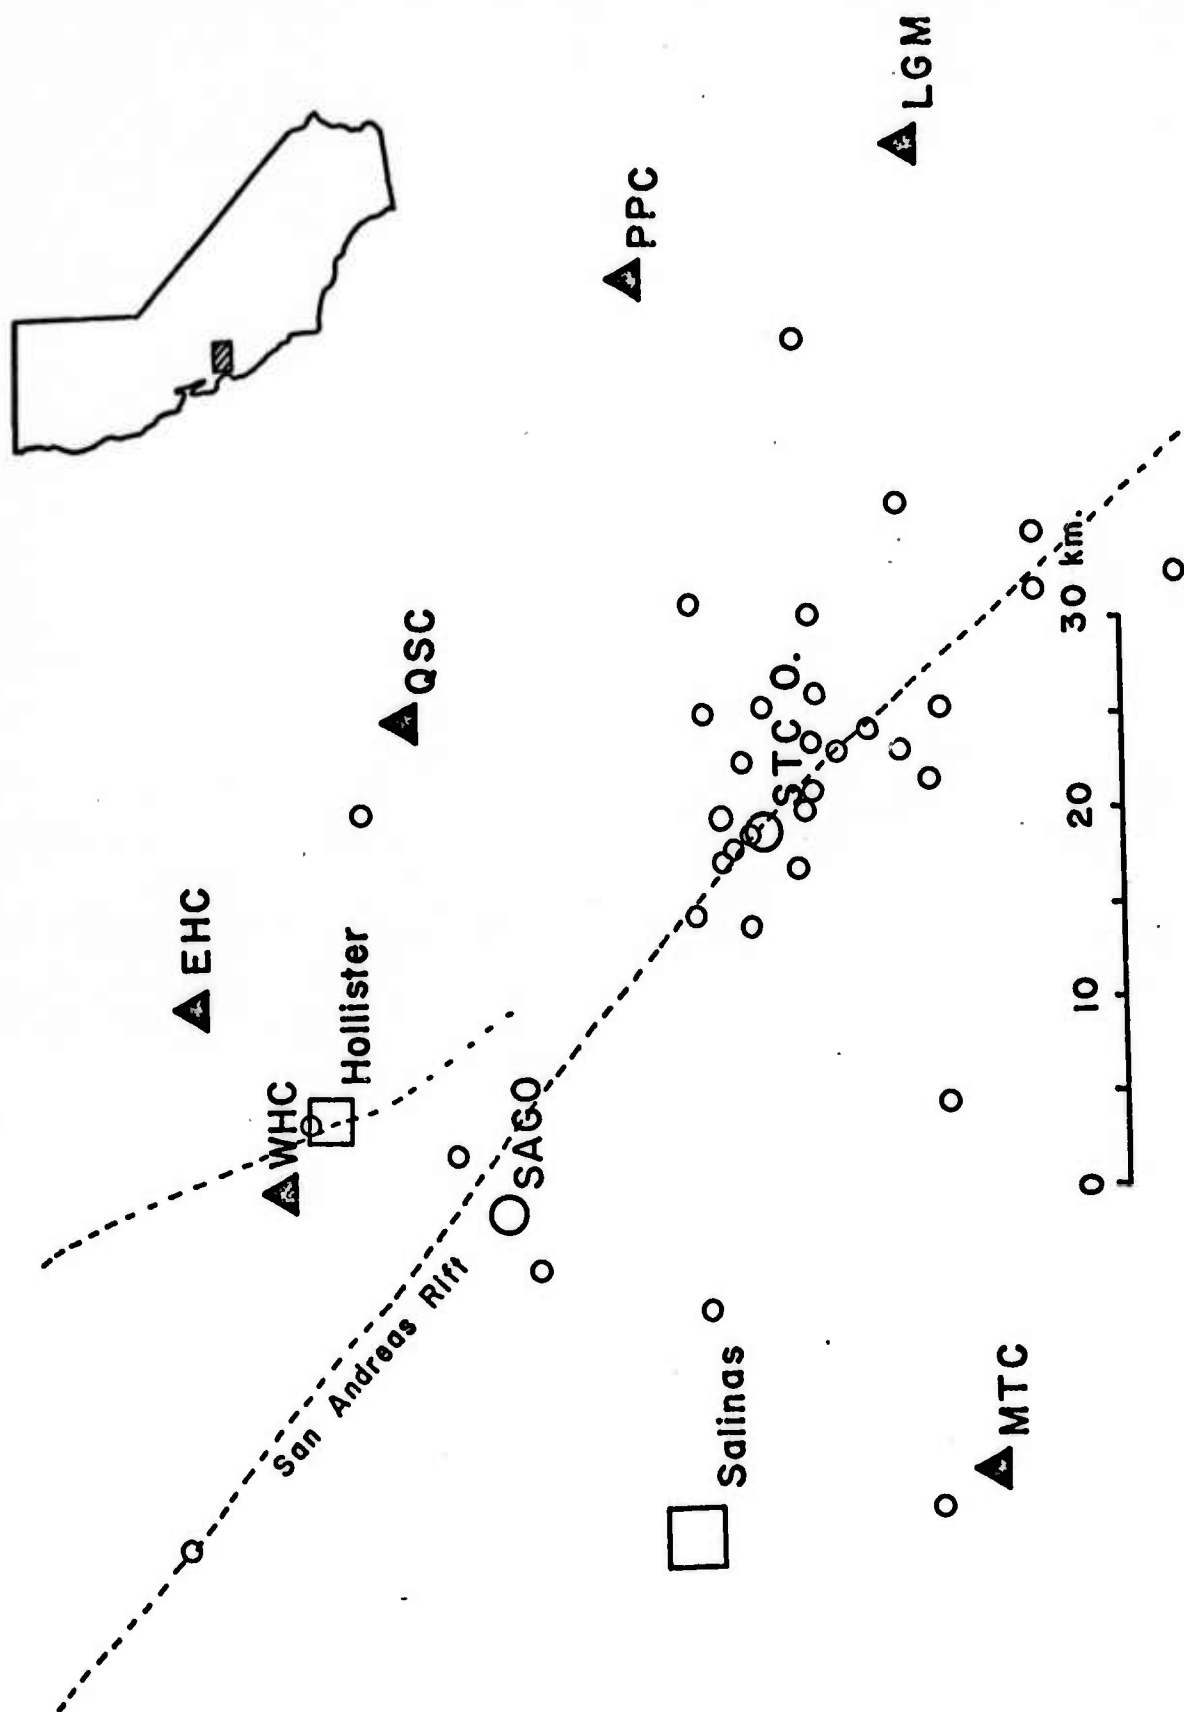 LGM
PPC
QSC
EHC
Hollister
WHC
SAGO
San Andreas Rift
STC O.
Salinas
MTC
0 10 20 30 km.